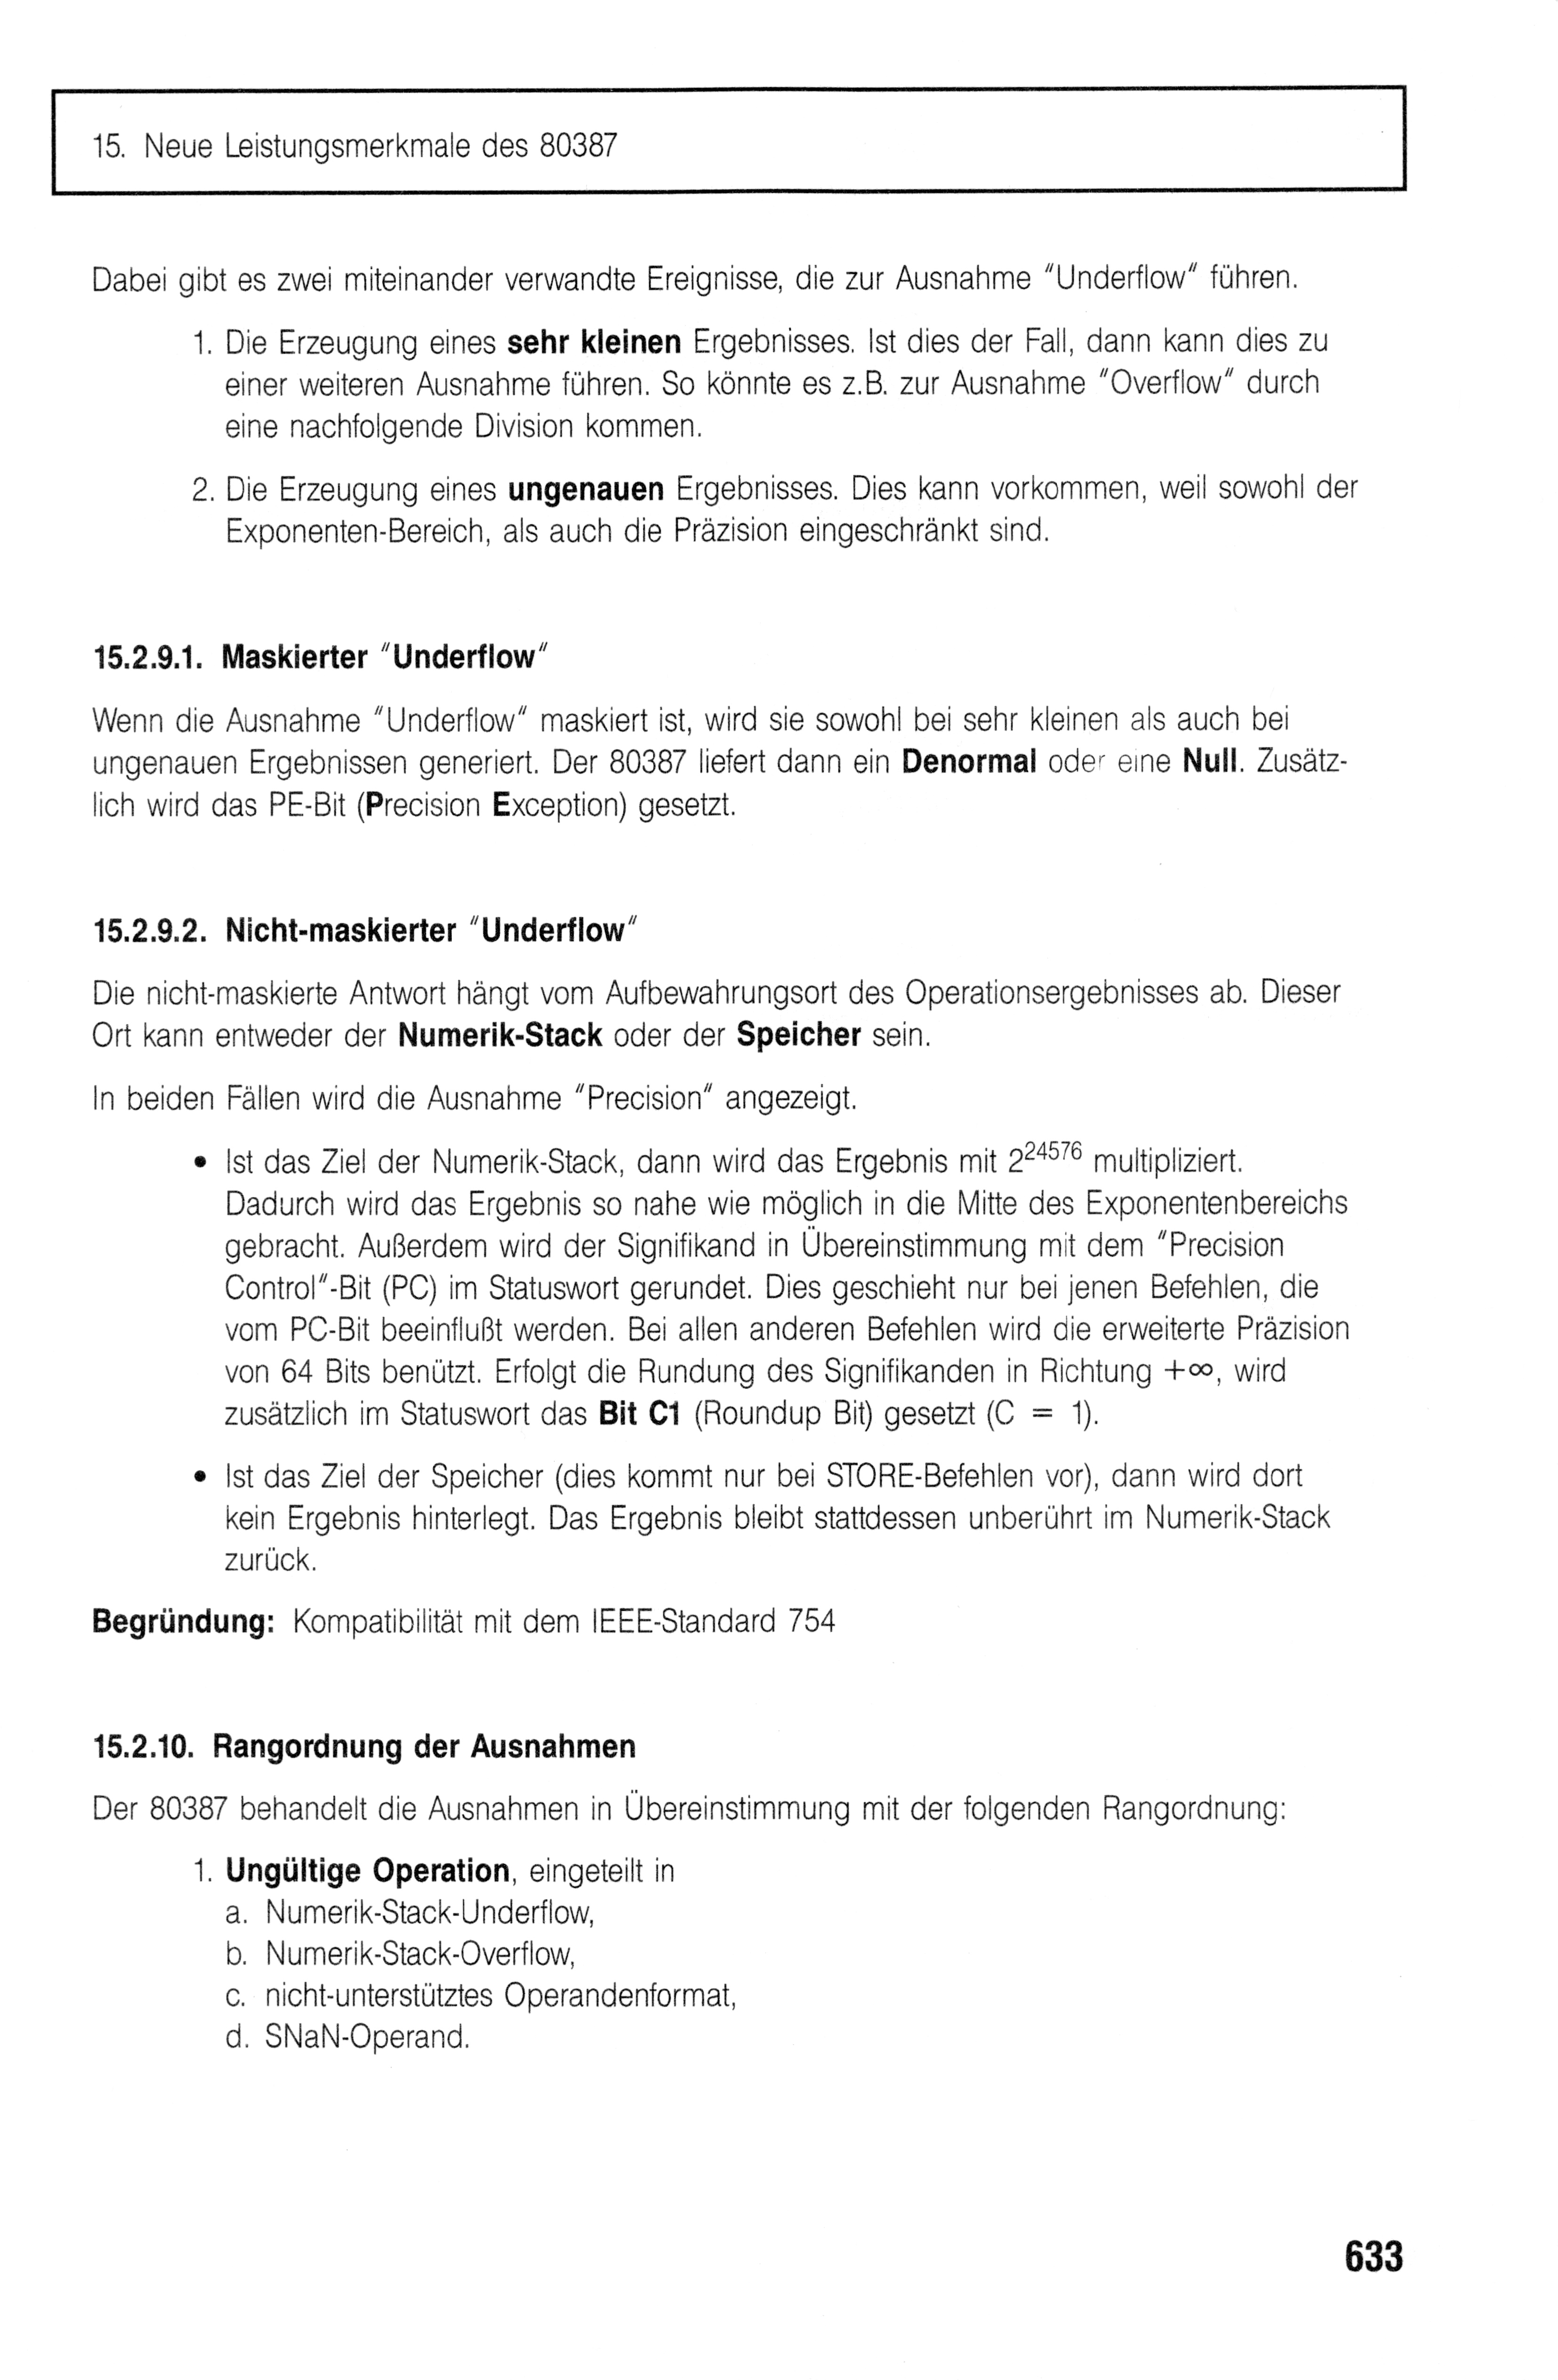 15. Neue Leistungsmerkmale des 80387
Dabei gibt es zwei miteinander verwandte Ereignisse, die zur Ausnahme "Underflow" führen.
1. Die Erzeugung eines sehr kleinen Ergebnisses. Ist dies der Fall, dann kann dies zu
einer weiteren Ausnahme führen. So könnte es z.B. zur Ausnahme "Overflow" durch
eine nachfolgende Division kommen.
2. Die Erzeugung eines ungenauen Ergebnisses. Dies kann vorkommen, weil sowohl der
Exponenten-Bereich, als auch die Präzision eingeschränkt sind.
15.2.9.1. Maskierter "Underflow"
Wenn die Ausnahme "Underflow" maskiert ist, wird sie sowohl bei sehr kleinen als auch bei
ungenauen Ergebnissen generiert. Der 80387 liefert dann ein Denormal oder eine Null. Zusätz-
lich wird das PE-Bit (Precision Exception) gesetzt.
15.2.9.2. Nicht-maskierter "Underflow"
Die nicht-maskierte Antwort hängt vom Aufbewahrungsort des Operationsergebnisses ab. Dieser
Ort kann entweder der Numerik-Stack oder der Speicher sein.
In beiden Fällen wird die Ausnahme "Precision" angezeigt.
• Ist das Ziel der Numerik-Stack, dann wird das Ergebnis mit 2^24576 multipliziert.
Dadurch wird das Ergebnis so nahe wie möglich in die Mitte des Exponentenbereichs
gebracht. Außerdem wird der Signifikand in Übereinstimmung mit dem "Precision
Control"-Bit (PC) im Statuswort gerundet. Dies geschieht nur bei jenen Befehlen, die
vom PC-Bit beeinflußt werden. Bei allen anderen Befehlen wird die erweiterte Präzision
von 64 Bits benützt. Erfolgt die Rundung des Signifikanden in Richtung +∞, wird
zusätzlich im Statuswort das Bit C1 (Roundup Bit) gesetzt (C = 1).
• Ist das Ziel der Speicher (dies kommt nur bei STORE-Befehlen vor), dann wird dort
kein Ergebnis hinterlegt. Das Ergebnis bleibt stattdessen unberührt im Numerik-Stack
zurück.
Begründung: Kompatibilität mit dem IEEE-Standard 754
15.2.10. Rangordnung der Ausnahmen
Der 80387 behandelt die Ausnahmen in Übereinstimmung mit der folgenden Rangordnung:
1. Ungültige Operation, eingeteilt in
a. Numerik-Stack-Underflow,
b. Numerik-Stack-Overflow,
c. nicht-unterstütztes Operandenformat,
d. SNaN-Operand.
633